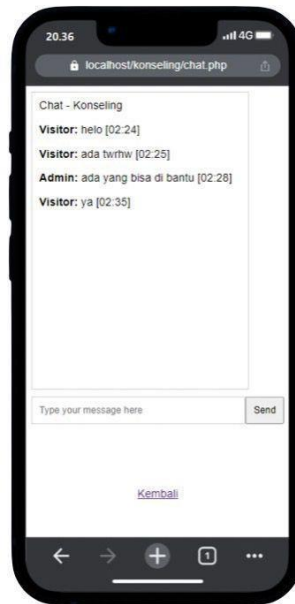 20.36
4G
localhost/konseling/chat.php
Chat - Konseling
Visitor: helo [02:24]
Visitor: ada twrhw [02:25]
Admin: ada yang bisa di bantu [02:28]
Visitor: ya [02:35]
Type your message here
Send
Kembali
1